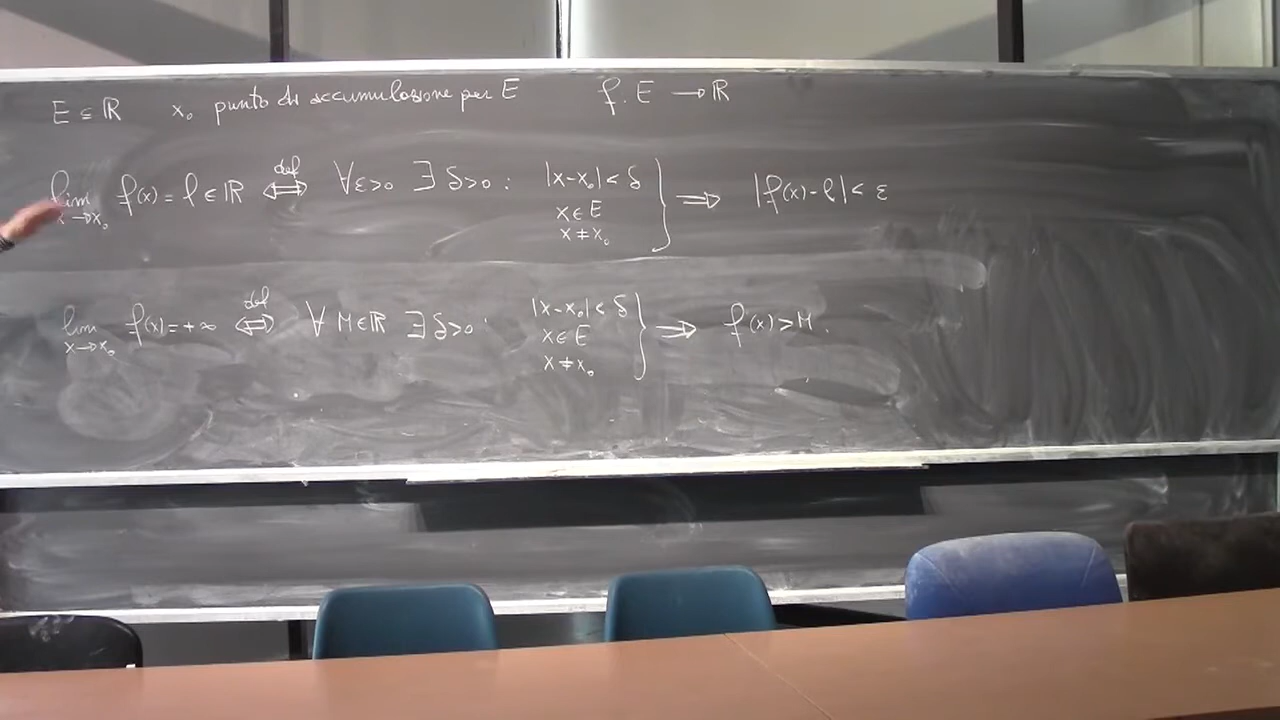 E ⊆ ℝ x₀ punto di accumulazione per E f: E → ℝ
lim f(x) = l ∈ ℝ ⇔ def ∀ε>0 ∃ δ>0 : |x-x₀| < δ } ⇒ |f(x)-l| < ε
x→x₀ x ∈ E
x ≠ x₀
lim f(x) = +∞ ⇔ def ∀ M∈ℝ ∃ δ>0 : |x-x₀| < δ } ⇒ f(x) > M.
x→x₀ x ∈ E
x ≠ x₀